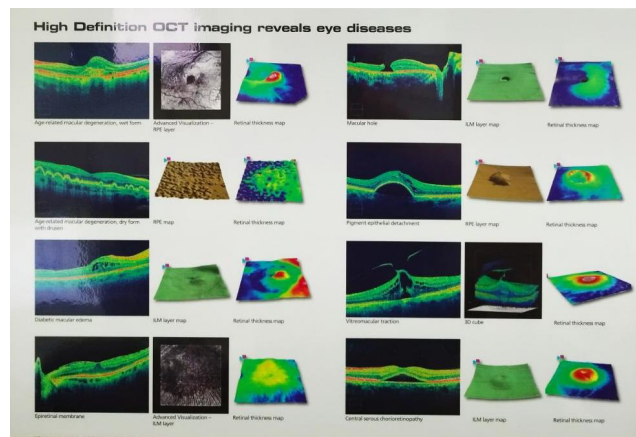 High Definition OCT imaging reveals eye diseases
Age-related macular degeneration, wet form
Advanced Visualization –
RPE layer
Retinal thickness map
Macular hole
ILM layer map
Retinal thickness map
Age-related macular degeneration, dry form
with drusen
RPE map
Retinal thickness map
Pigment epithelial detachment
RPE layer map
Retinal thickness map
Diabetic macular edema
ILM layer map
Retinal thickness map
Vitreomacular traction
3D cube
Retinal thickness map
Epiretinal membrane
Advanced Visualization –
ILM layer
Retinal thickness map
Central serous chorioretinopathy
ILM layer map
Retinal thickness map